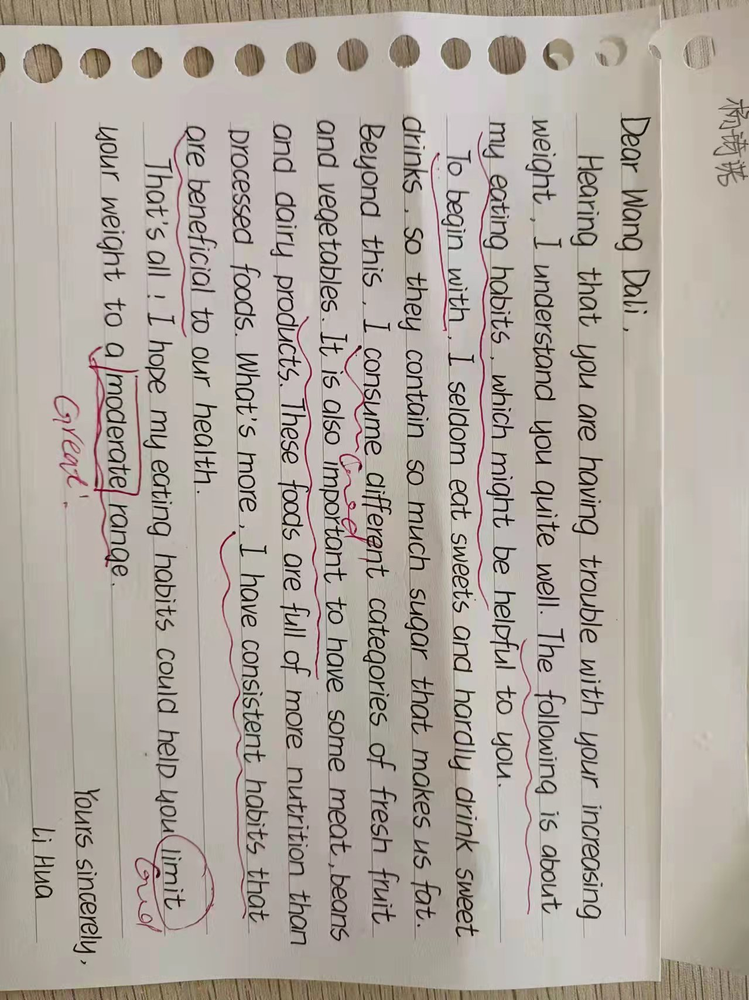 杨诗诺
Dear Wang Dali,
Hearing that you are having trouble with your increasing
weight, I understand you quite well. The following is about
my eating habits, which might be helpful to you.
To begin with, I seldom eat sweets and hardly drink sweet
drinks, so they contain so much sugar that makes us fat.
Beyond this, I consume different categories of fresh fruit
Good
and vegetables. It is also important to have some meat, beans
and dairy products. These foods are full of more nutrition than
processed foods. What's more, I have consistent habits that
are beneficial to our health.
That's all! I hope my eating habits could help you limit
Good
your weight to a moderate range.
Great!
Yours sincerely,
Li Hua